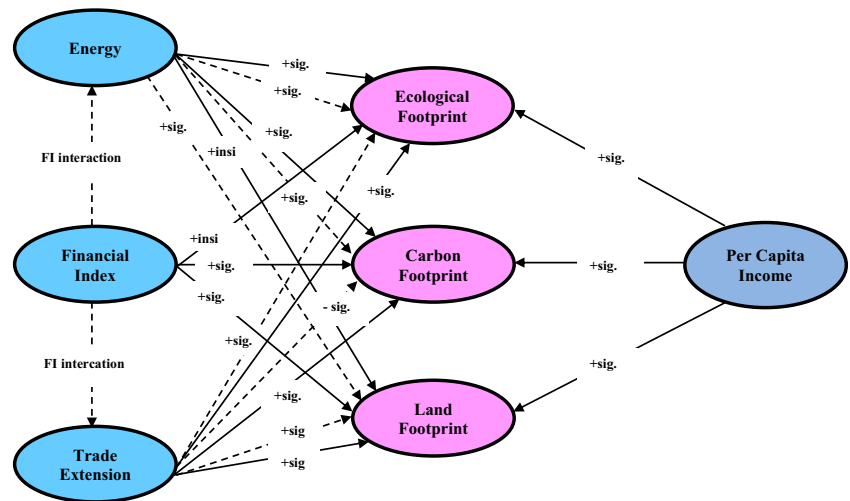 +sig.
Energy
+sig.
+sig.
Ecological
Footprint
+sig.
+sig.
+insi
FI interaction
+sig.
+sig.
+sig.
+insi
Financial
Index
+sig.
Carbon
Footprint
+sig.
Per Capita
Income
+sig.
- sig.
+sig.
FI intercation
+sig.
+sig.
Land
Footprint
+sig
Trade
Extension
+sig